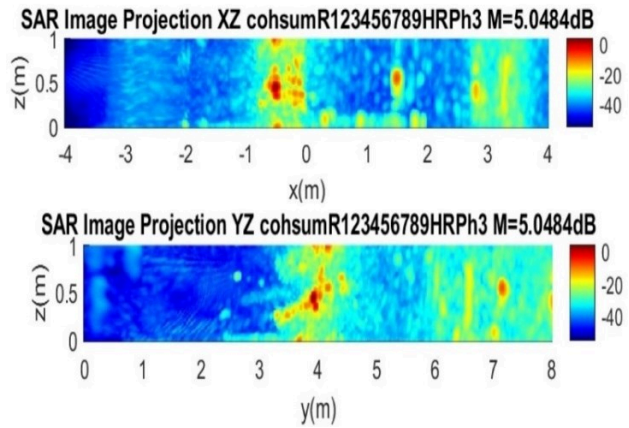 SAR Image Projection XZ cohsumR123456789HRPh3 M=5.0484dB
z(m)
1
0.5
0
-4 -3 -2 -1 0 1 2 3 4
x(m)
0
-20
-40
SAR Image Projection YZ cohsumR123456789HRPh3 M=5.0484dB
z(m)
1
0.5
0
0 1 2 3 4 5 6 7 8
y(m)
0
-20
-40